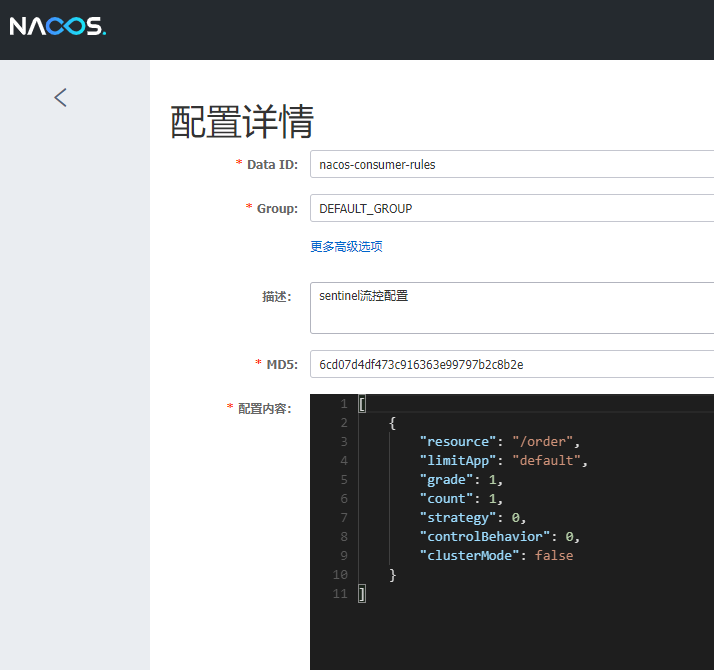 NACOS.
配置详情
* Data ID: nacos-consumer-rules
* Group: DEFAULT_GROUP
更多高级选项
描述: sentinel流控配置
* MD5: 6cd07d4df473c916363e99797b2c8b2e
* 配置内容:
1 [
2 {
3 "resource": "/order",
4 "limitApp": "default",
5 "grade": 1,
6 "count": 1,
7 "strategy": 0,
8 "controlBehavior": 0,
9 "clusterMode": false
10 }
11 ]